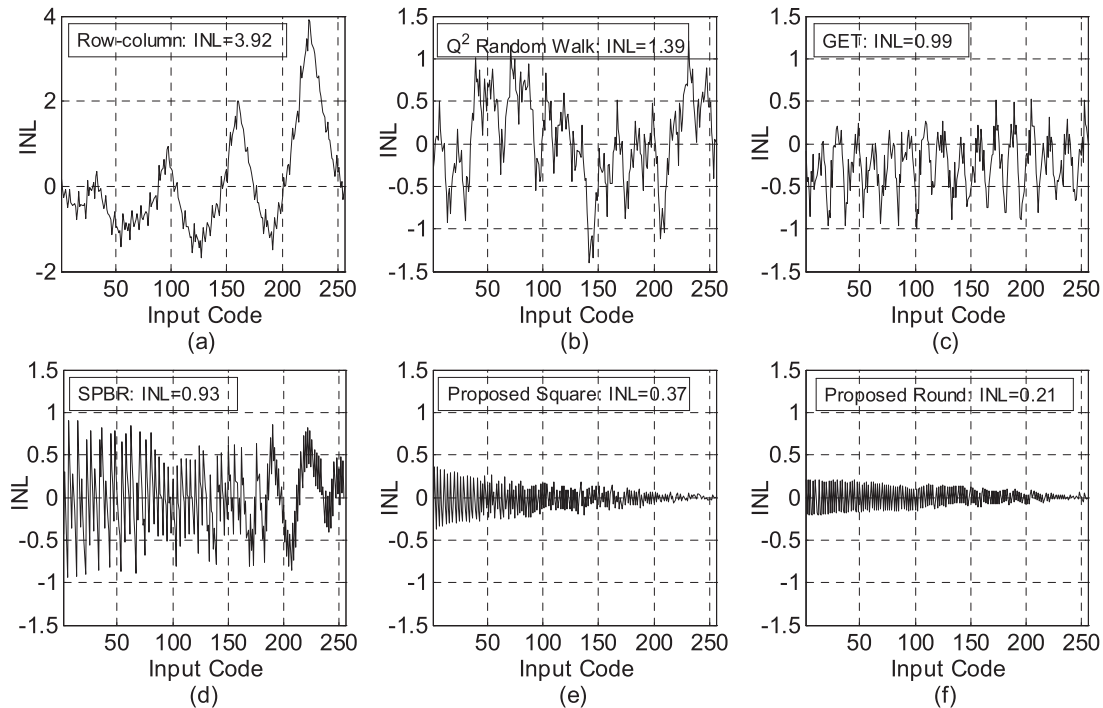 Row-column: INL=3.92
4
2
0
-2
INL
50 100 150 200 250
Input Code
(a)
Q² Random Walk: INL=1.39
1.5
1
0.5
0
-0.5
-1
-1.5
INL
50 100 150 200 250
Input Code
(b)
GET: INL=0.99
1.5
1
0.5
0
-0.5
-1
-1.5
INL
50 100 150 200 250
Input Code
(c)
SPBR: INL=0.93
1.5
1
0.5
0
-0.5
-1
-1.5
INL
50 100 150 200 250
Input Code
(d)
Proposed Square: INL=0.37
1.5
1
0.5
0
-0.5
-1
-1.5
INL
50 100 150 200 250
Input Code
(e)
Proposed Round: INL=0.21
1.5
1
0.5
0
-0.5
-1
-1.5
INL
50 100 150 200 250
Input Code
(f)